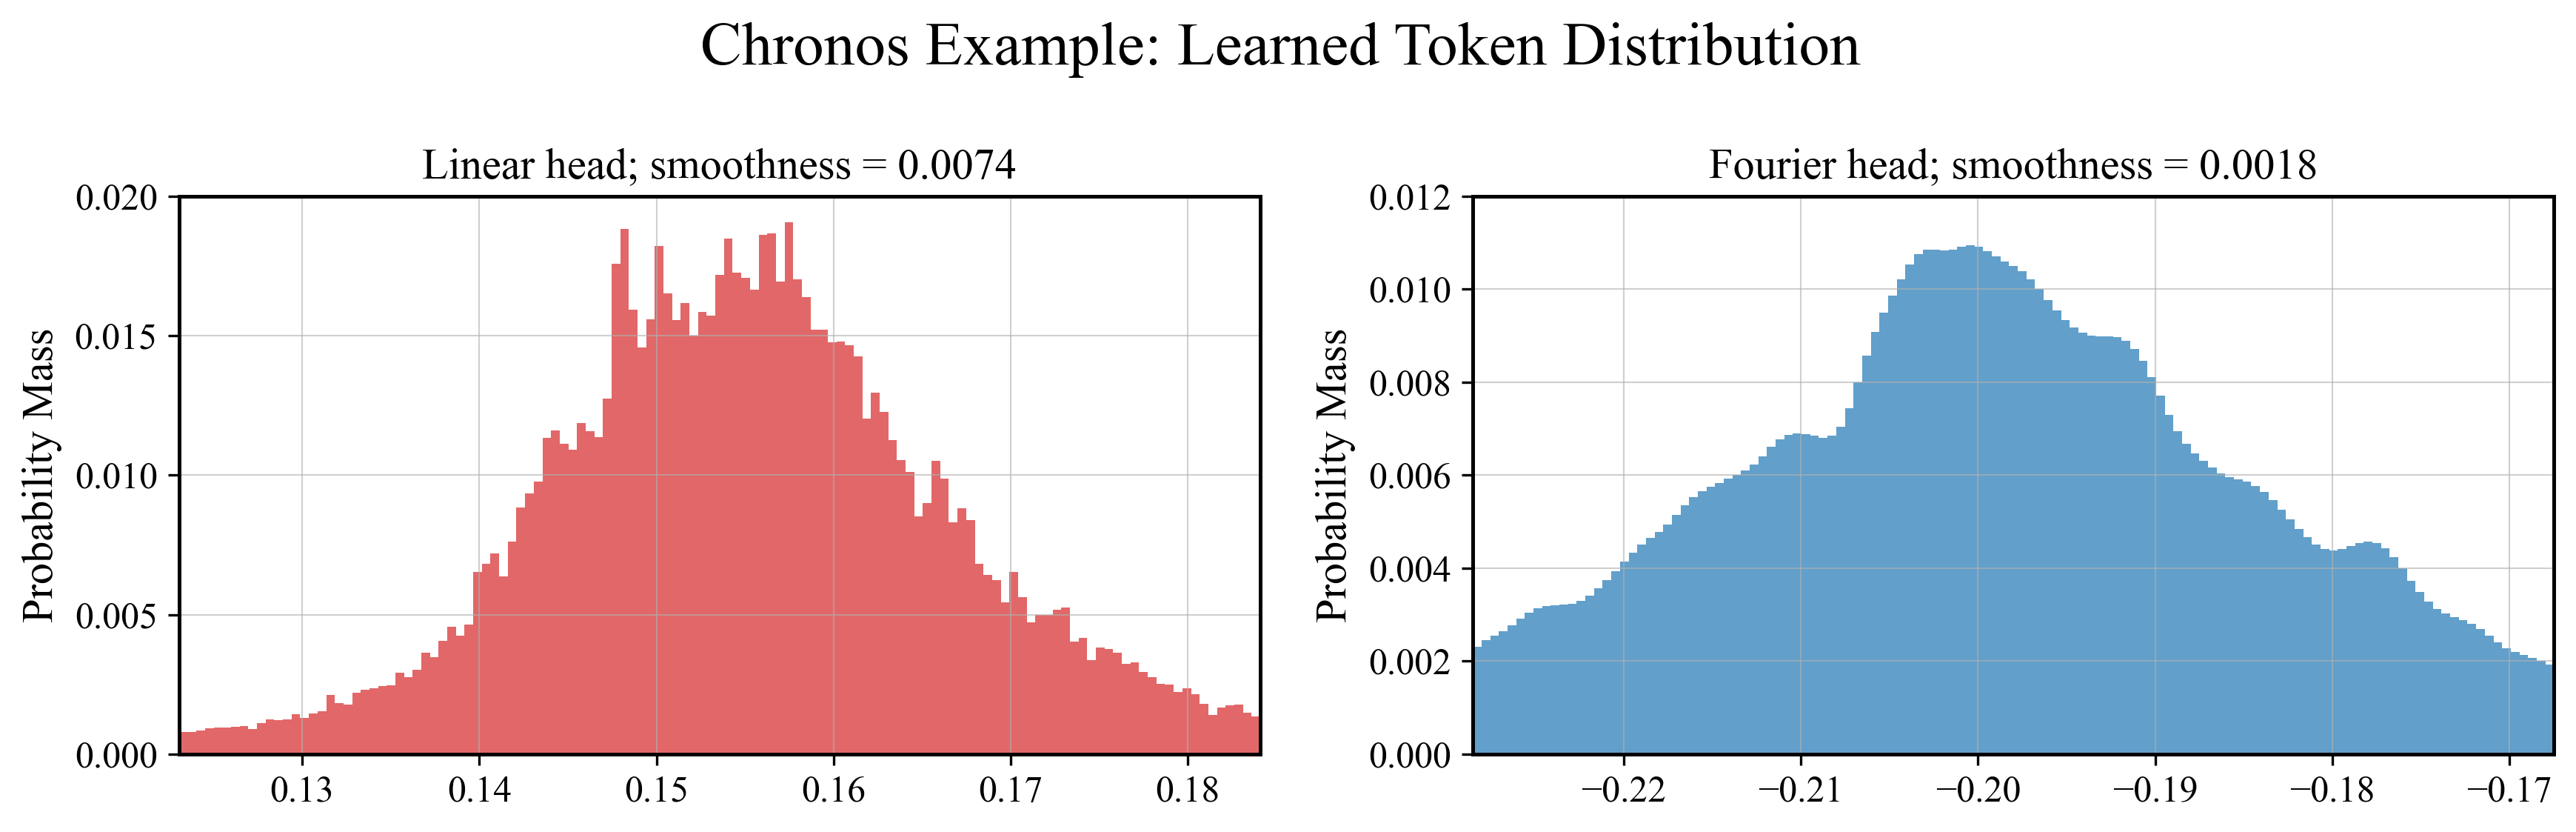 Chronos Example: Learned Token Distribution
Linear head; smoothness = 0.0074
Probability Mass
0.020
0.015
0.010
0.005
0.000
0.13 0.14 0.15 0.16 0.17 0.18
Fourier head; smoothness = 0.0018
Probability Mass
0.012
0.010
0.008
0.006
0.004
0.002
0.000
−0.22 −0.21 −0.20 −0.19 −0.18 −0.17